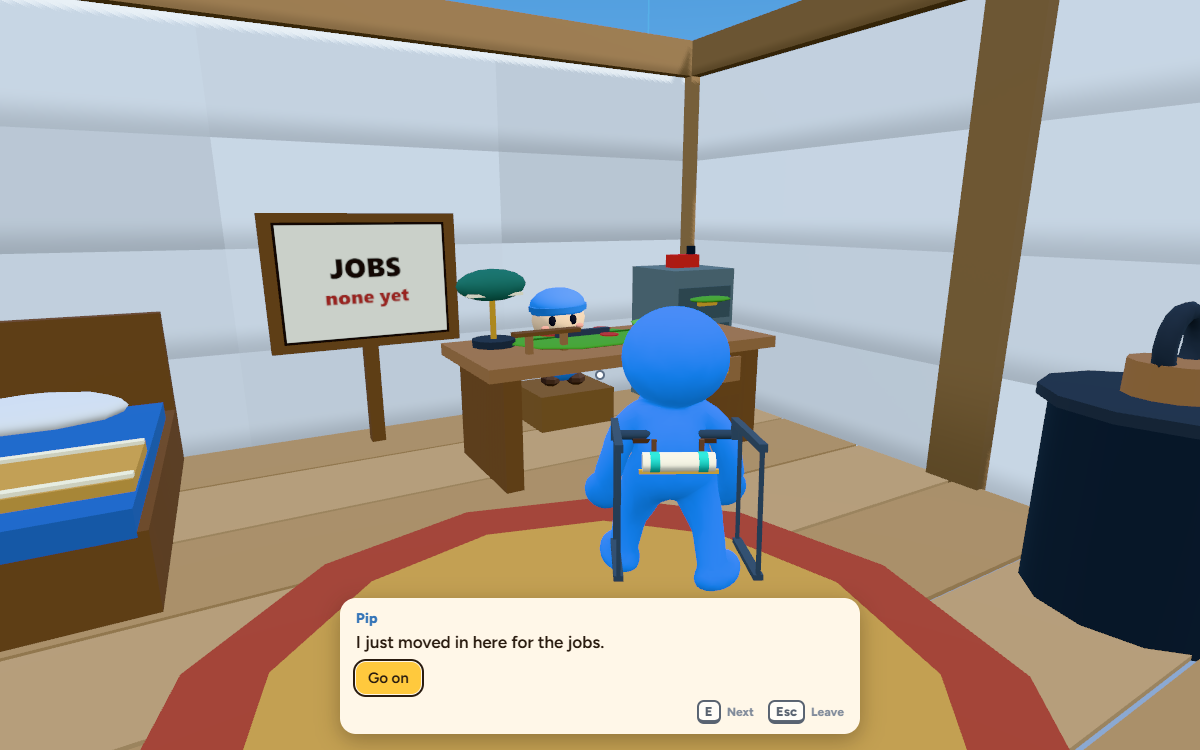 JOBS
none yet
Pip
I just moved in here for the jobs.
Go on
E Next Esc Leave